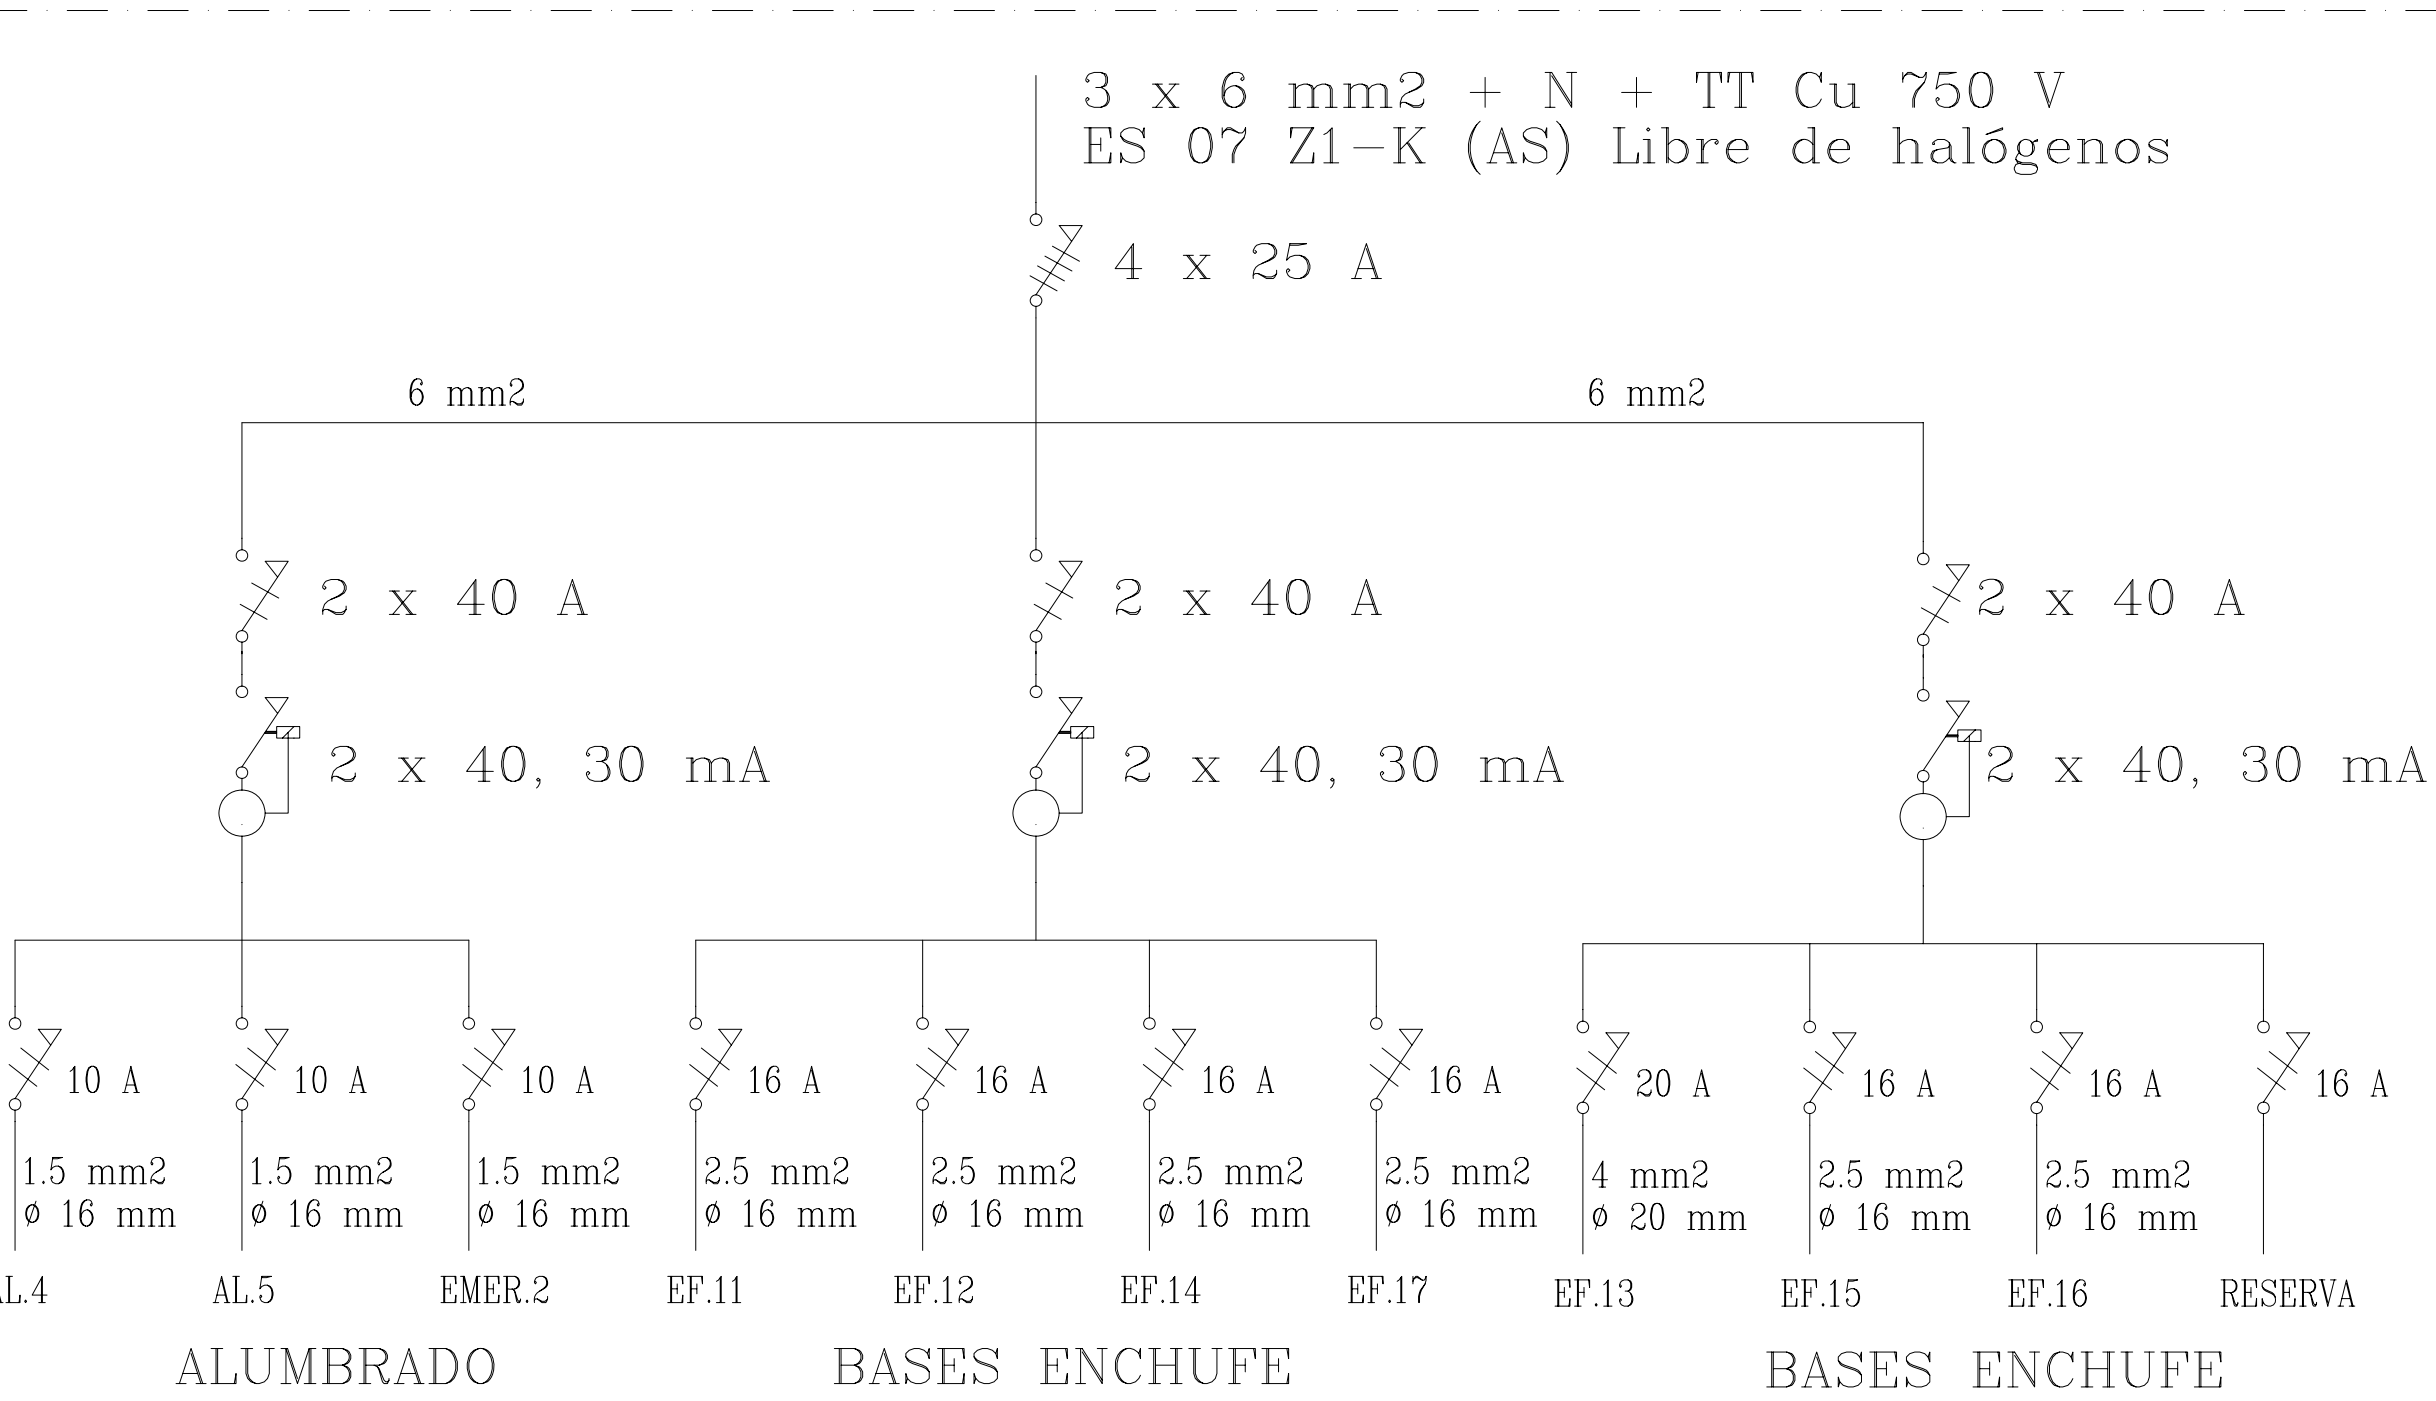 3 x 6 mm2 + N + TT Cu 750 V
ES 07 Z1-K (AS) Libre de halógenos
4 x 25 A
6 mm2
6 mm2
2 x 40 A
2 x 40 A
2 x 40 A
2 x 40, 30 mA
2 x 40, 30 mA
2 x 40, 30 mA
10 A
10 A
10 A
16 A
16 A
16 A
16 A
20 A
16 A
16 A
16 A
1.5 mm2
ø 16 mm
1.5 mm2
ø 16 mm
1.5 mm2
ø 16 mm
2.5 mm2
ø 16 mm
2.5 mm2
ø 16 mm
2.5 mm2
ø 16 mm
2.5 mm2
ø 16 mm
4 mm2
ø 20 mm
2.5 mm2
ø 16 mm
2.5 mm2
ø 16 mm
AL.4
AL.5
EMER.2
EF.11
EF.12
EF.14
EF.17
EF.13
EF.15
EF.16
RESERVA
ALUMBRADO
BASES ENCHUFE
BASES ENCHUFE